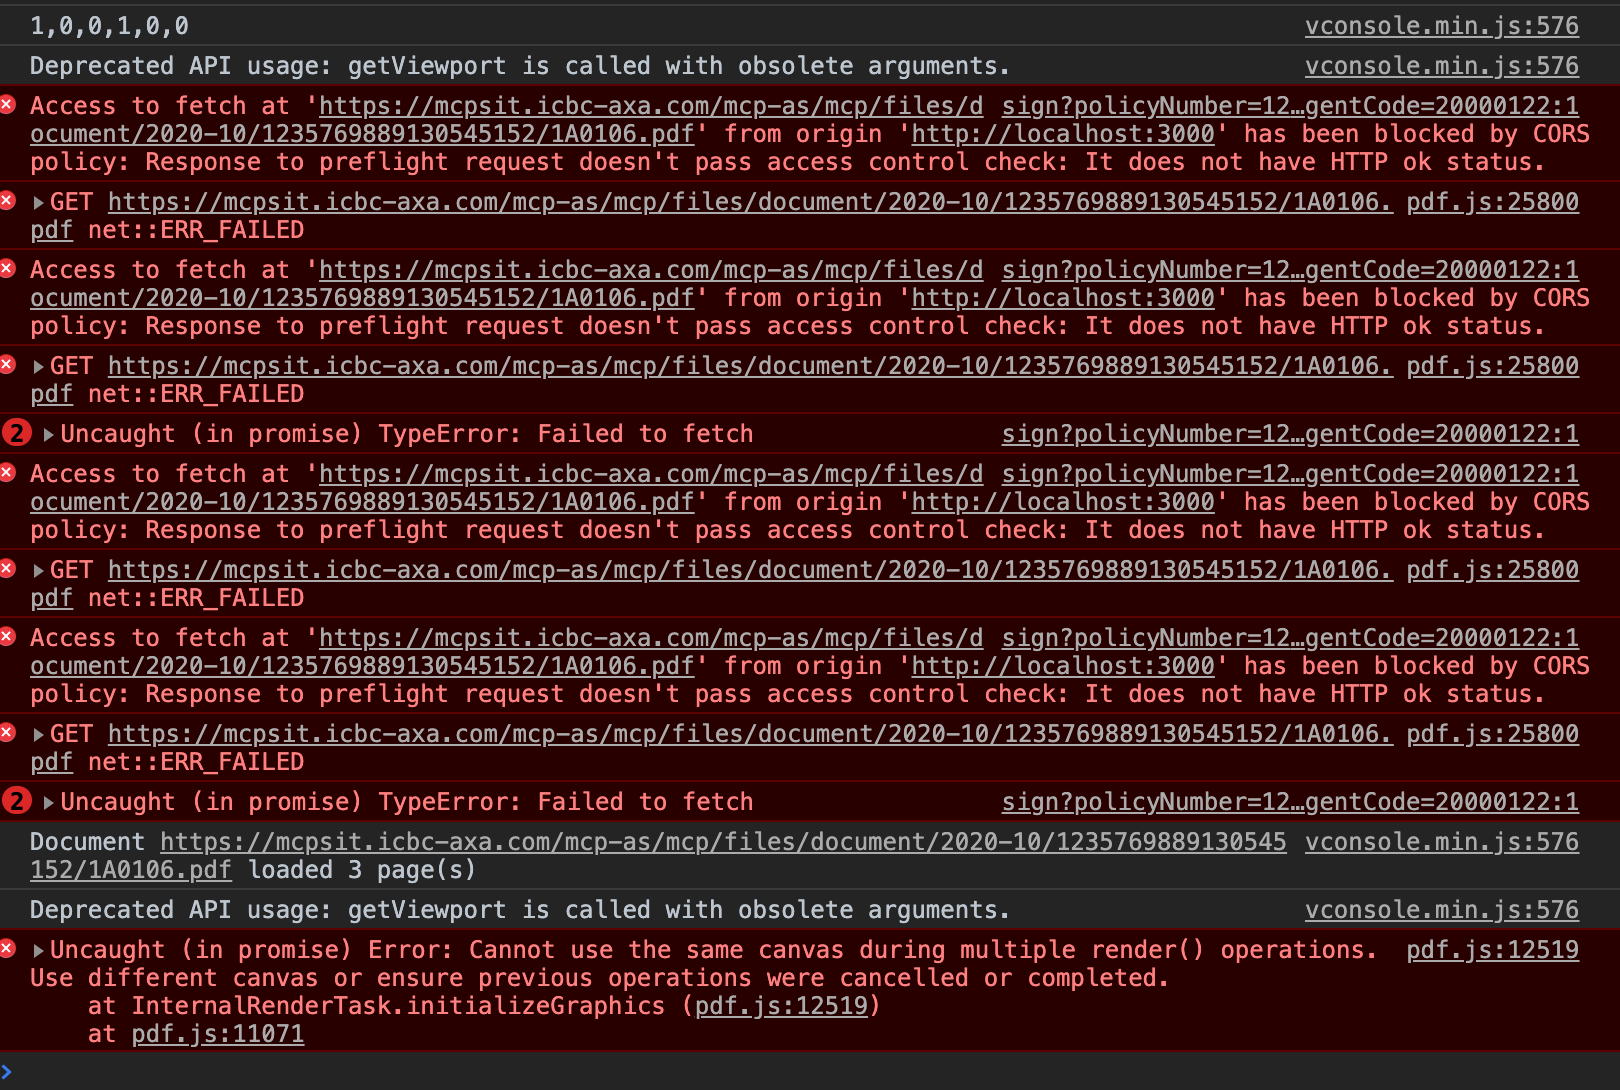 1,0,0,1,0,0 vconsole.min.js:576
Deprecated API usage: getViewport is called with obsolete arguments. vconsole.min.js:576
Access to fetch at 'https://mcpsit.icbc-axa.com/mcp-as/mcp/files/d sign?policyNumber=12…gentCode=20000122:1
ocument/2020-10/1235769889130545152/1A0106.pdf' from origin 'http://localhost:3000' has been blocked by CORS
policy: Response to preflight request doesn't pass access control check: It does not have HTTP ok status.
GET https://mcpsit.icbc-axa.com/mcp-as/mcp/files/document/2020-10/1235769889130545152/1A0106. pdf.js:25800
pdf net::ERR_FAILED
Access to fetch at 'https://mcpsit.icbc-axa.com/mcp-as/mcp/files/d sign?policyNumber=12…gentCode=20000122:1
ocument/2020-10/1235769889130545152/1A0106.pdf' from origin 'http://localhost:3000' has been blocked by CORS
policy: Response to preflight request doesn't pass access control check: It does not have HTTP ok status.
GET https://mcpsit.icbc-axa.com/mcp-as/mcp/files/document/2020-10/1235769889130545152/1A0106. pdf.js:25800
pdf net::ERR_FAILED
2 Uncaught (in promise) TypeError: Failed to fetch sign?policyNumber=12…gentCode=20000122:1
Access to fetch at 'https://mcpsit.icbc-axa.com/mcp-as/mcp/files/d sign?policyNumber=12…gentCode=20000122:1
ocument/2020-10/1235769889130545152/1A0106.pdf' from origin 'http://localhost:3000' has been blocked by CORS
policy: Response to preflight request doesn't pass access control check: It does not have HTTP ok status.
GET https://mcpsit.icbc-axa.com/mcp-as/mcp/files/document/2020-10/1235769889130545152/1A0106. pdf.js:25800
pdf net::ERR_FAILED
Access to fetch at 'https://mcpsit.icbc-axa.com/mcp-as/mcp/files/d sign?policyNumber=12…gentCode=20000122:1
ocument/2020-10/1235769889130545152/1A0106.pdf' from origin 'http://localhost:3000' has been blocked by CORS
policy: Response to preflight request doesn't pass access control check: It does not have HTTP ok status.
GET https://mcpsit.icbc-axa.com/mcp-as/mcp/files/document/2020-10/1235769889130545152/1A0106. pdf.js:25800
pdf net::ERR_FAILED
2 Uncaught (in promise) TypeError: Failed to fetch sign?policyNumber=12…gentCode=20000122:1
Document https://mcpsit.icbc-axa.com/mcp-as/mcp/files/document/2020-10/1235769889130545 vconsole.min.js:576
152/1A0106.pdf loaded 3 page(s)
Deprecated API usage: getViewport is called with obsolete arguments. vconsole.min.js:576
Uncaught (in promise) Error: Cannot use the same canvas during multiple render() operations. pdf.js:12519
Use different canvas or ensure previous operations were cancelled or completed.
at InternalRenderTask.initializeGraphics (pdf.js:12519)
at pdf.js:11071